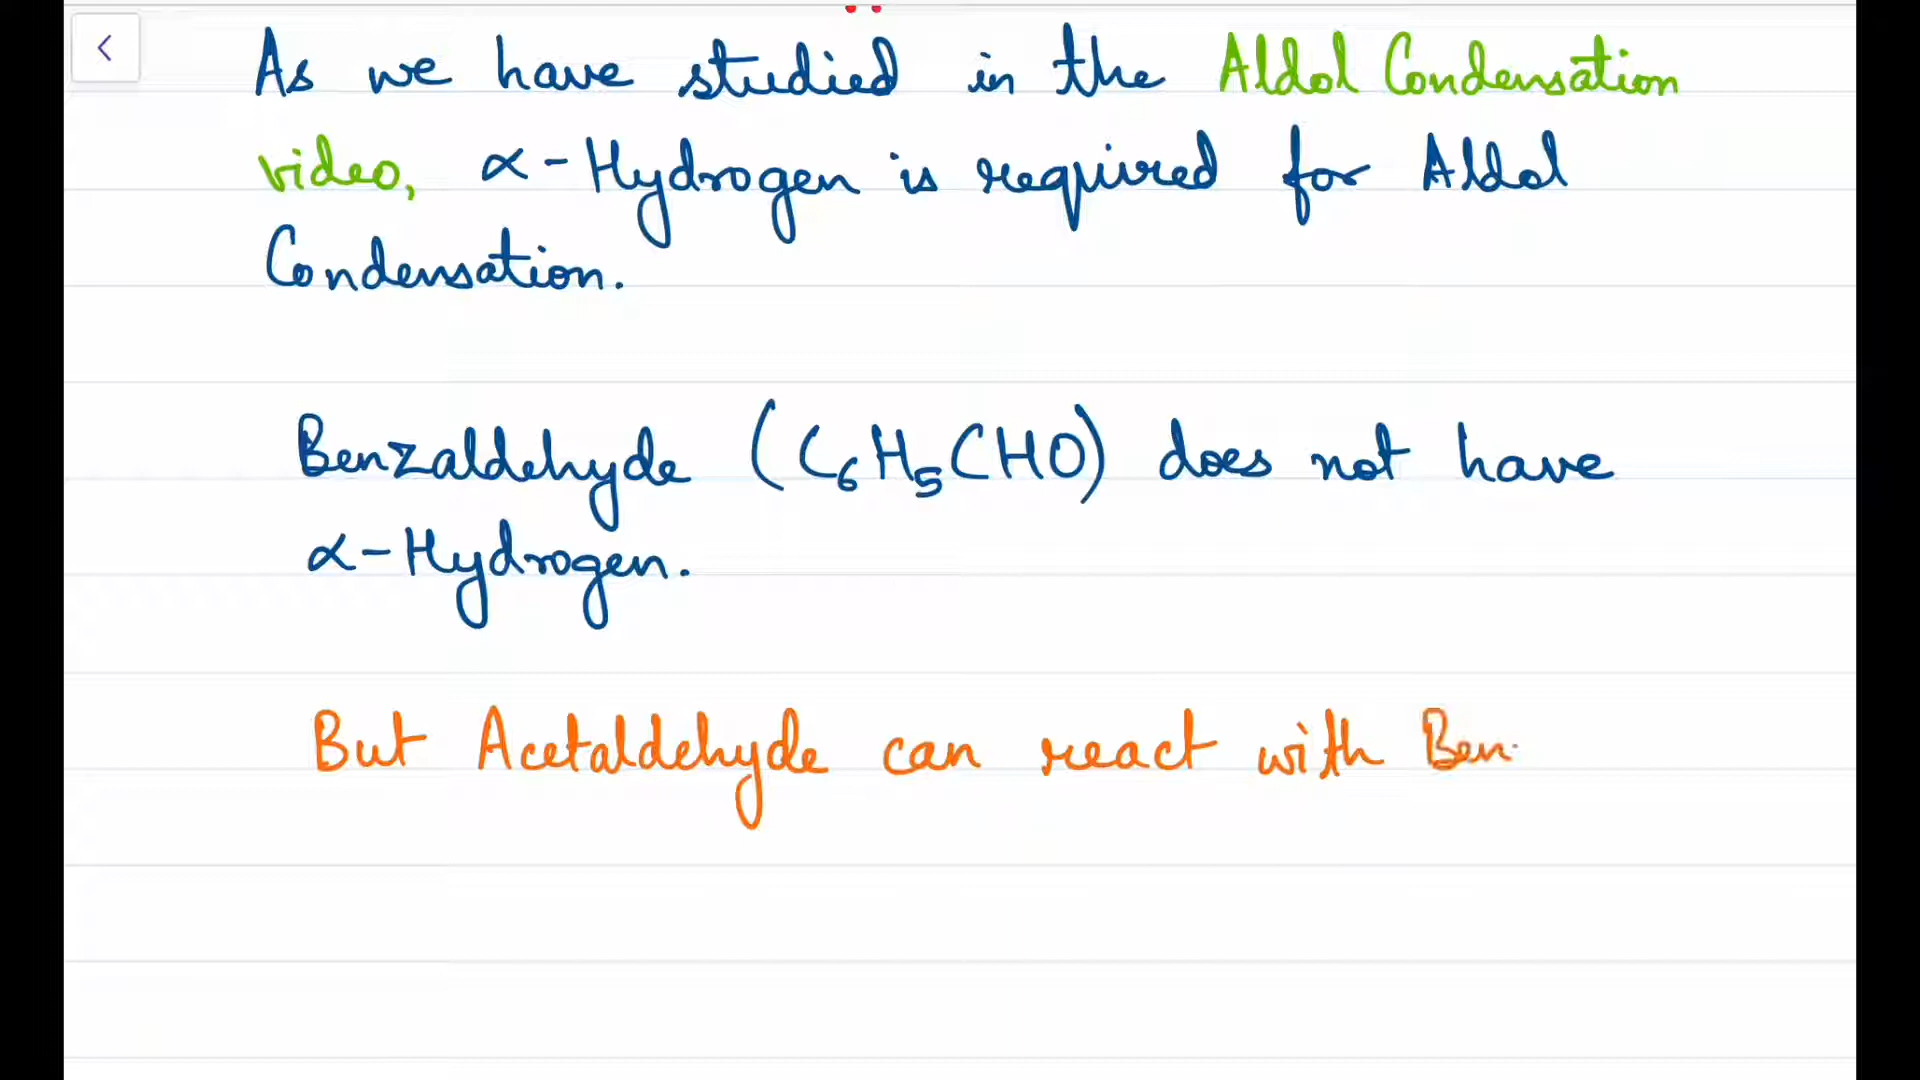 As we have studied in the Aldol Condensation
video, α-Hydrogen is required for Aldol
Condensation.
Benzaldehyde (C₆H₅CHO) does not have
α-Hydrogen.
But Acetaldehyde can react with Ben